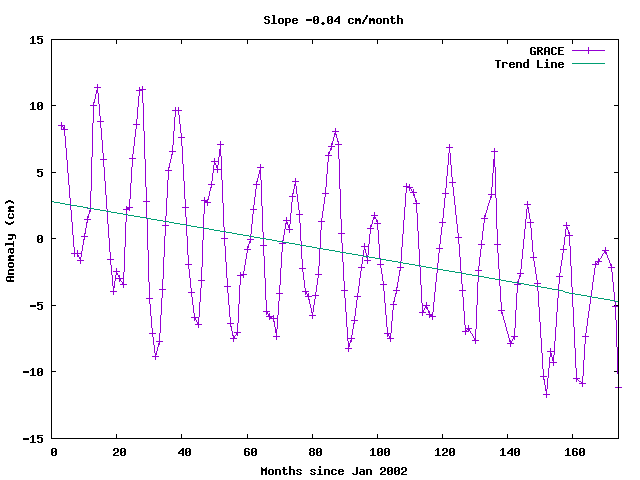 Slope -0.04 cm/month
GRACE
Trend Line
15
10
5
0
-5
-10
-15
Anomaly (cm)
0 20 40 60 80 100 120 140 160
Months since Jan 2002